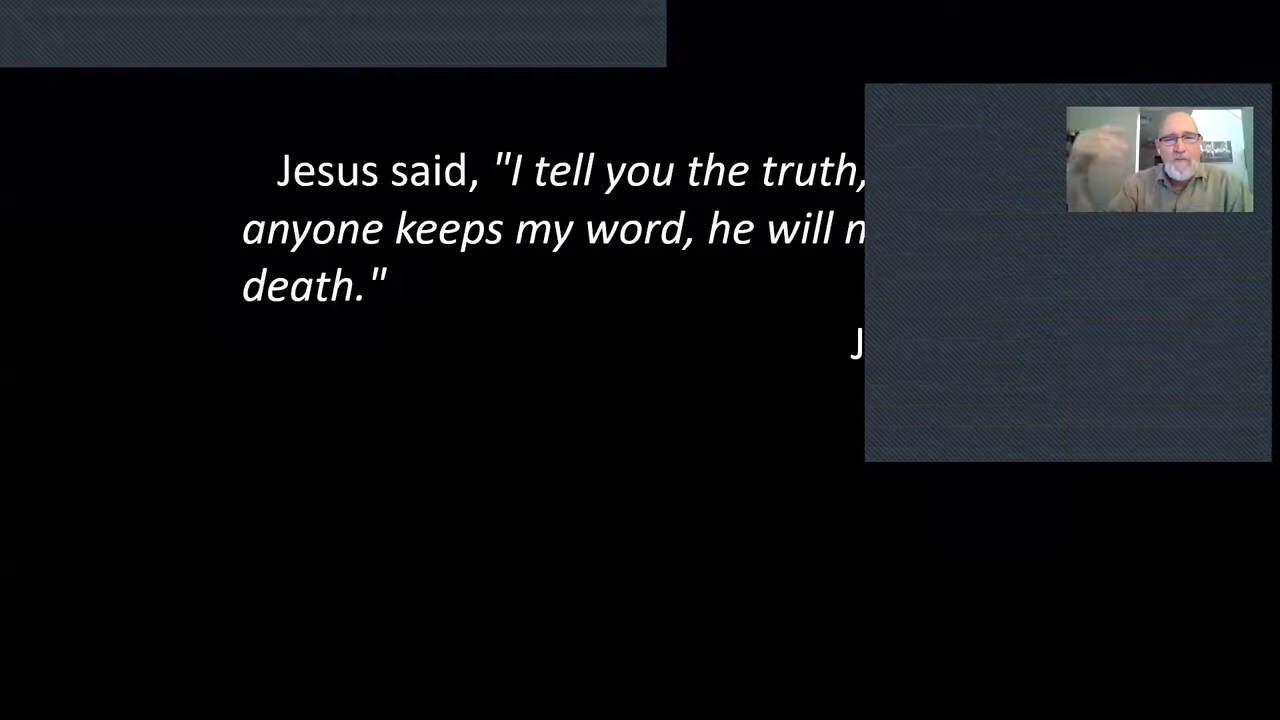 Jesus said, "I tell you the truth,
anyone keeps my word, he will
death."